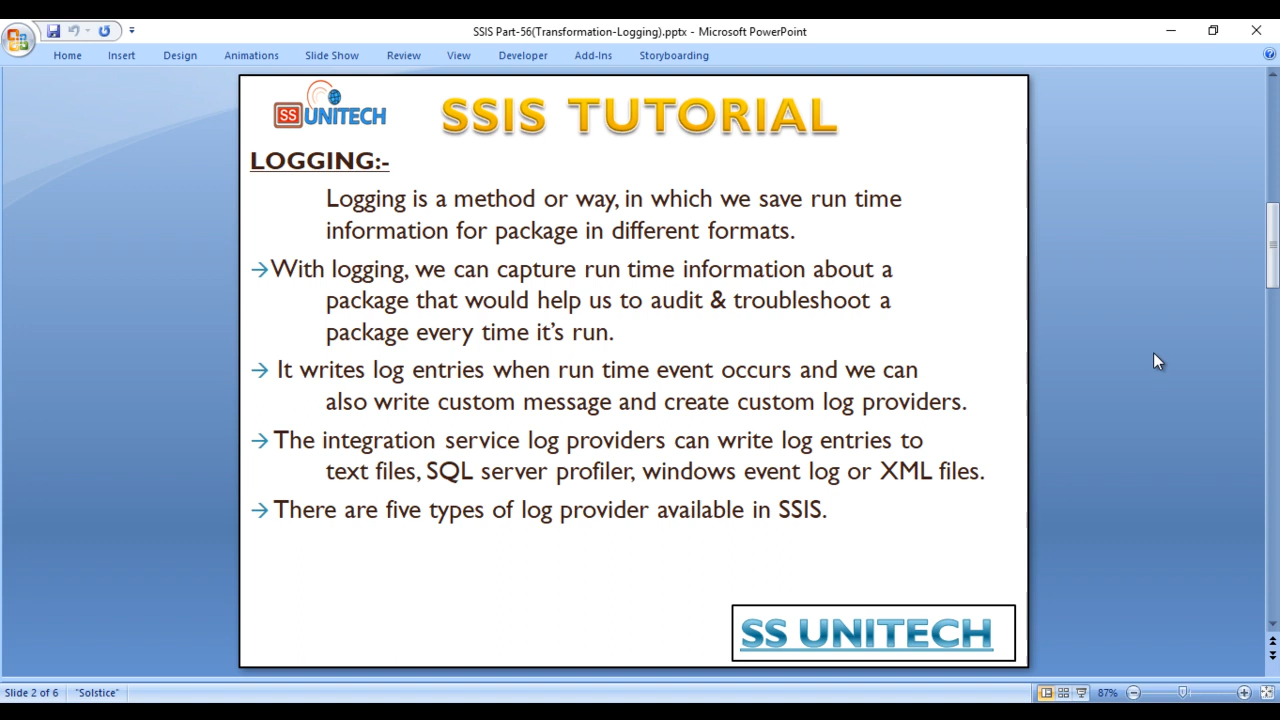 SSIS Part-56(Transformation-Logging).pptx - Microsoft PowerPoint
Home Insert Design Animations Slide Show Review View Developer Add-Ins Storyboarding
SS UNITECH
SSIS TUTORIAL
LOGGING:-
Logging is a method or way, in which we save run time
information for package in different formats.
→With logging, we can capture run time information about a
package that would help us to audit & troubleshoot a
package every time it’s run.
→ It writes log entries when run time event occurs and we can
also write custom message and create custom log providers.
→ The integration service log providers can write log entries to
text files, SQL server profiler, windows event log or XML files.
→ There are five types of log provider available in SSIS.
SS UNITECH
Slide 2 of 6 "Solstice" 87%